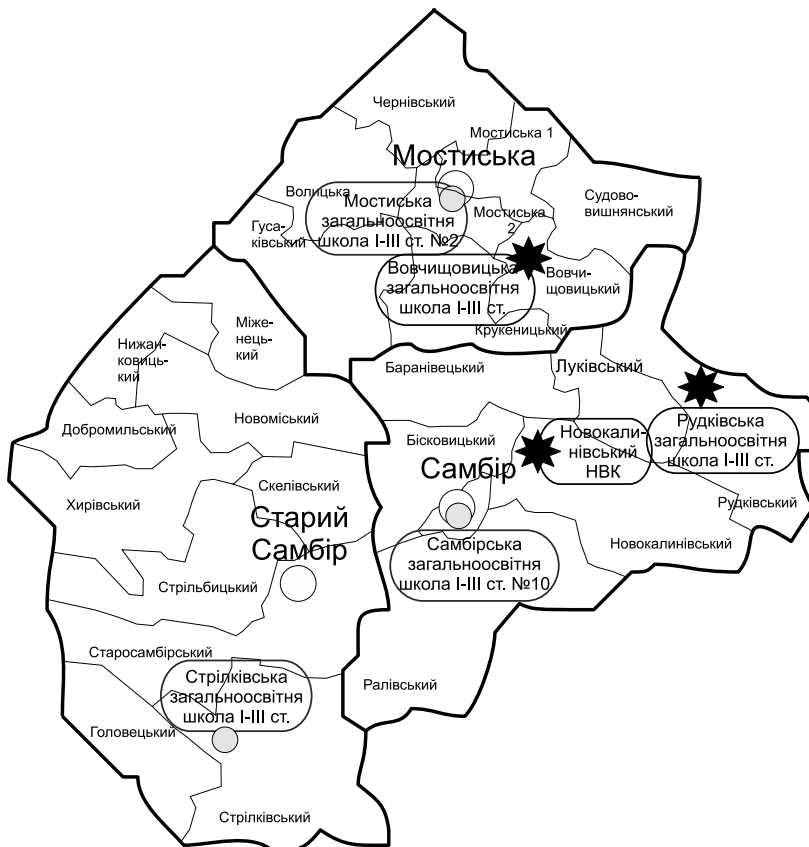 Чернівський
Мостиська 1
Мостиська
Волицька
Гуса-
ківський
Мостиська
загальноосвітня
школа І-ІІІ ст. №2
Мостиська
2
Судово-
вишнянський
Вовчищовицька
загальноосвітня
школа І-ІІІ ст.
Вовчи-
щовицький
Крукеницький
Міже-
нецький
Нижан-
ковиць-
кий
Баранівецький
Луківський
Добромильський
Новоміський
Бісковицький
Новокали-
нівський
НВК
Рудківська
загальноосвітня
школа І-ІІІ ст.
Самбір
Скелівський
Хирівський
Рудківський
Старий
Самбір
Самбірська
загальноосвітня
школа І-ІІІ ст. №10
Новокалинівський
Стрільбицький
Старосамбірський
Стрілківська
загальноосвітня
школа І-ІІІ ст.
Ралівський
Головецький
Стрілківський